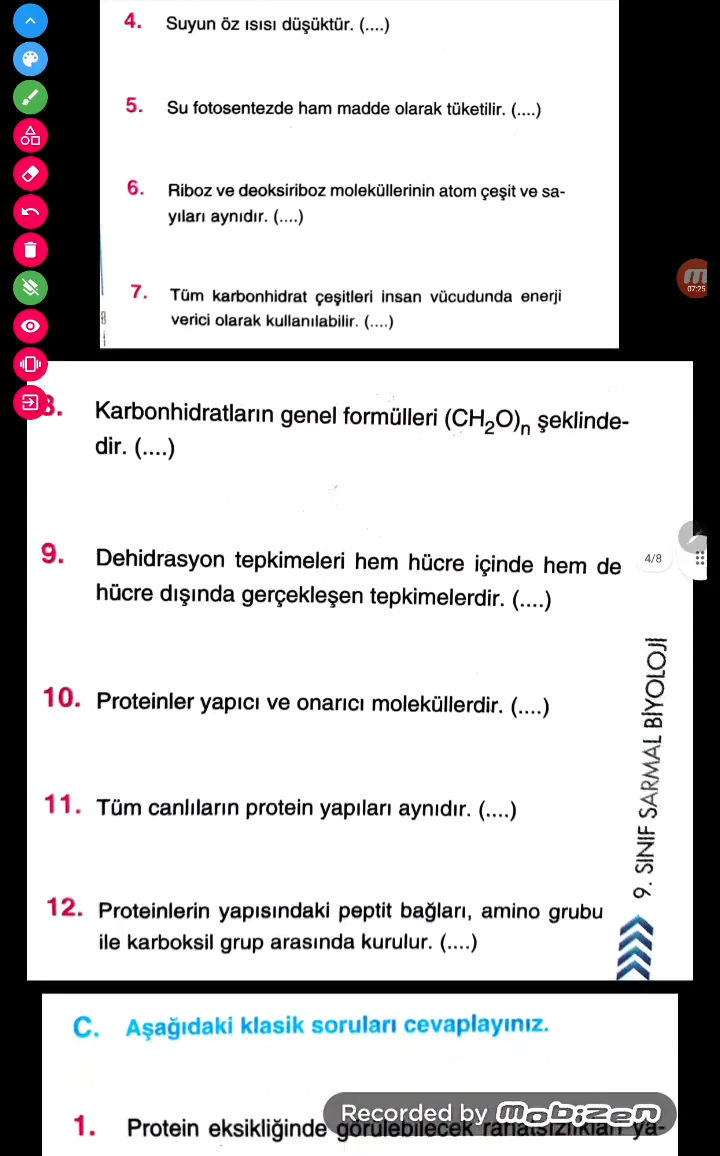 4. Suyun öz ısısı düşüktür. (....)
5. Su fotosentezde ham madde olarak tüketilir. (....)
6. Riboz ve deoksiriboz moleküllerinin atom çeşit ve sa-
yıları aynıdır. (....)
07:25
7. Tüm karbonhidrat çeşitleri insan vücudunda enerji
verici olarak kullanılabilir. (....)
8. Karbonhidratların genel formülleri (CH₂O)ₙ şeklinde-
dir. (....)
9. Dehidrasyon tepkimeleri hem hücre içinde hem de
hücre dışında gerçekleşen tepkimelerdir. (....)
4/8
10. Proteinler yapıcı ve onarıcı moleküllerdir. (....)
11. Tüm canlıların protein yapıları aynıdır. (....)
12. Proteinlerin yapısındaki peptit bağları, amino grubu
ile karboksil grup arasında kurulur. (....)
9. SINIF SARMAL BİYOLOJİ
C. Aşağıdaki klasik soruları cevaplayınız.
Recorded by Mobizen
1. Protein eksikliğinde görülebilecek rahatsızlıkları ya-